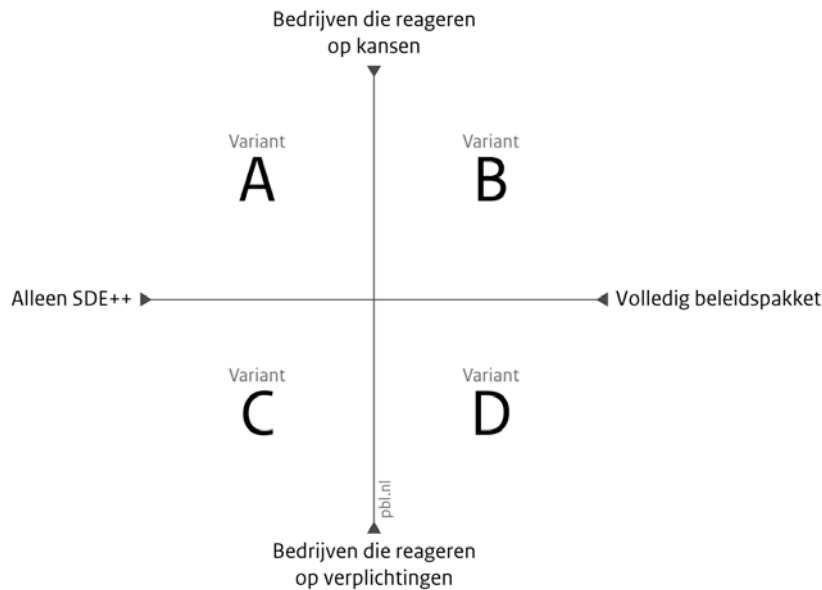 Bedrijven die reageren
op kansen
Variant
A
Variant
B
Alleen SDE++
Volledig beleidspakket
Variant
C
Variant
D
pbl.nl
Bedrijven die reageren
op verplichtingen